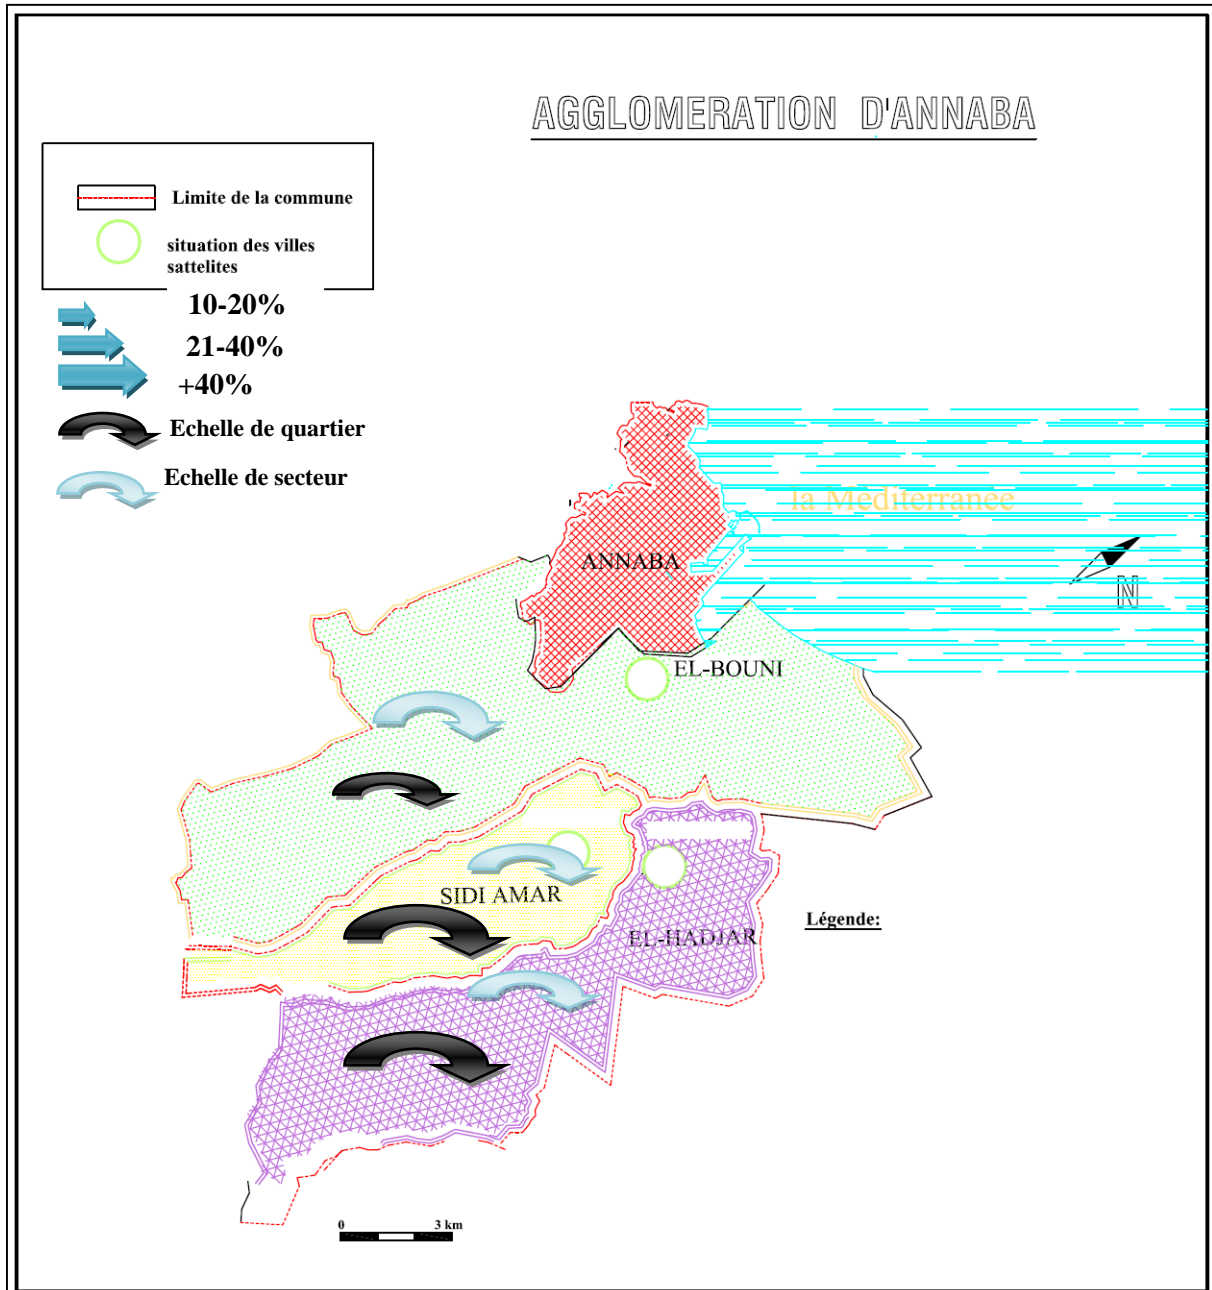 AGGLOMERATION D'ANNABA
Limite de la commune
situation des villes
sattelites
10-20%
21-40%
+40%
Echelle de quartier
Echelle de secteur
la Méditerranée
ANNABA
N
EL-BOUNI
SIDI AMAR
EL-HADJAR
Légende:
0 3 km